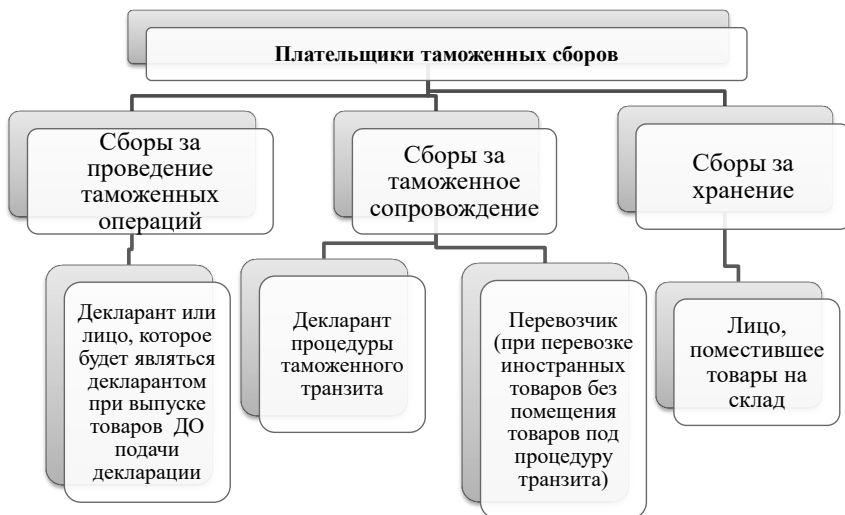 Плательщики таможенных сборов
Сборы за
проведение
таможенных
операций
Сборы за
таможенное
сопровождение
Сборы за
хранение
Декларант или
лицо, которое
будет являться
декларантом
при выпуске
товаров ДО
подачи
декларации
Декларант
процедуры
таможенного
транзита
Перевозчик
(при перевозке
иностранных
товаров без
помещения
товаров под
процедуру
транзита)
Лицо,
поместившее
товары на
склад